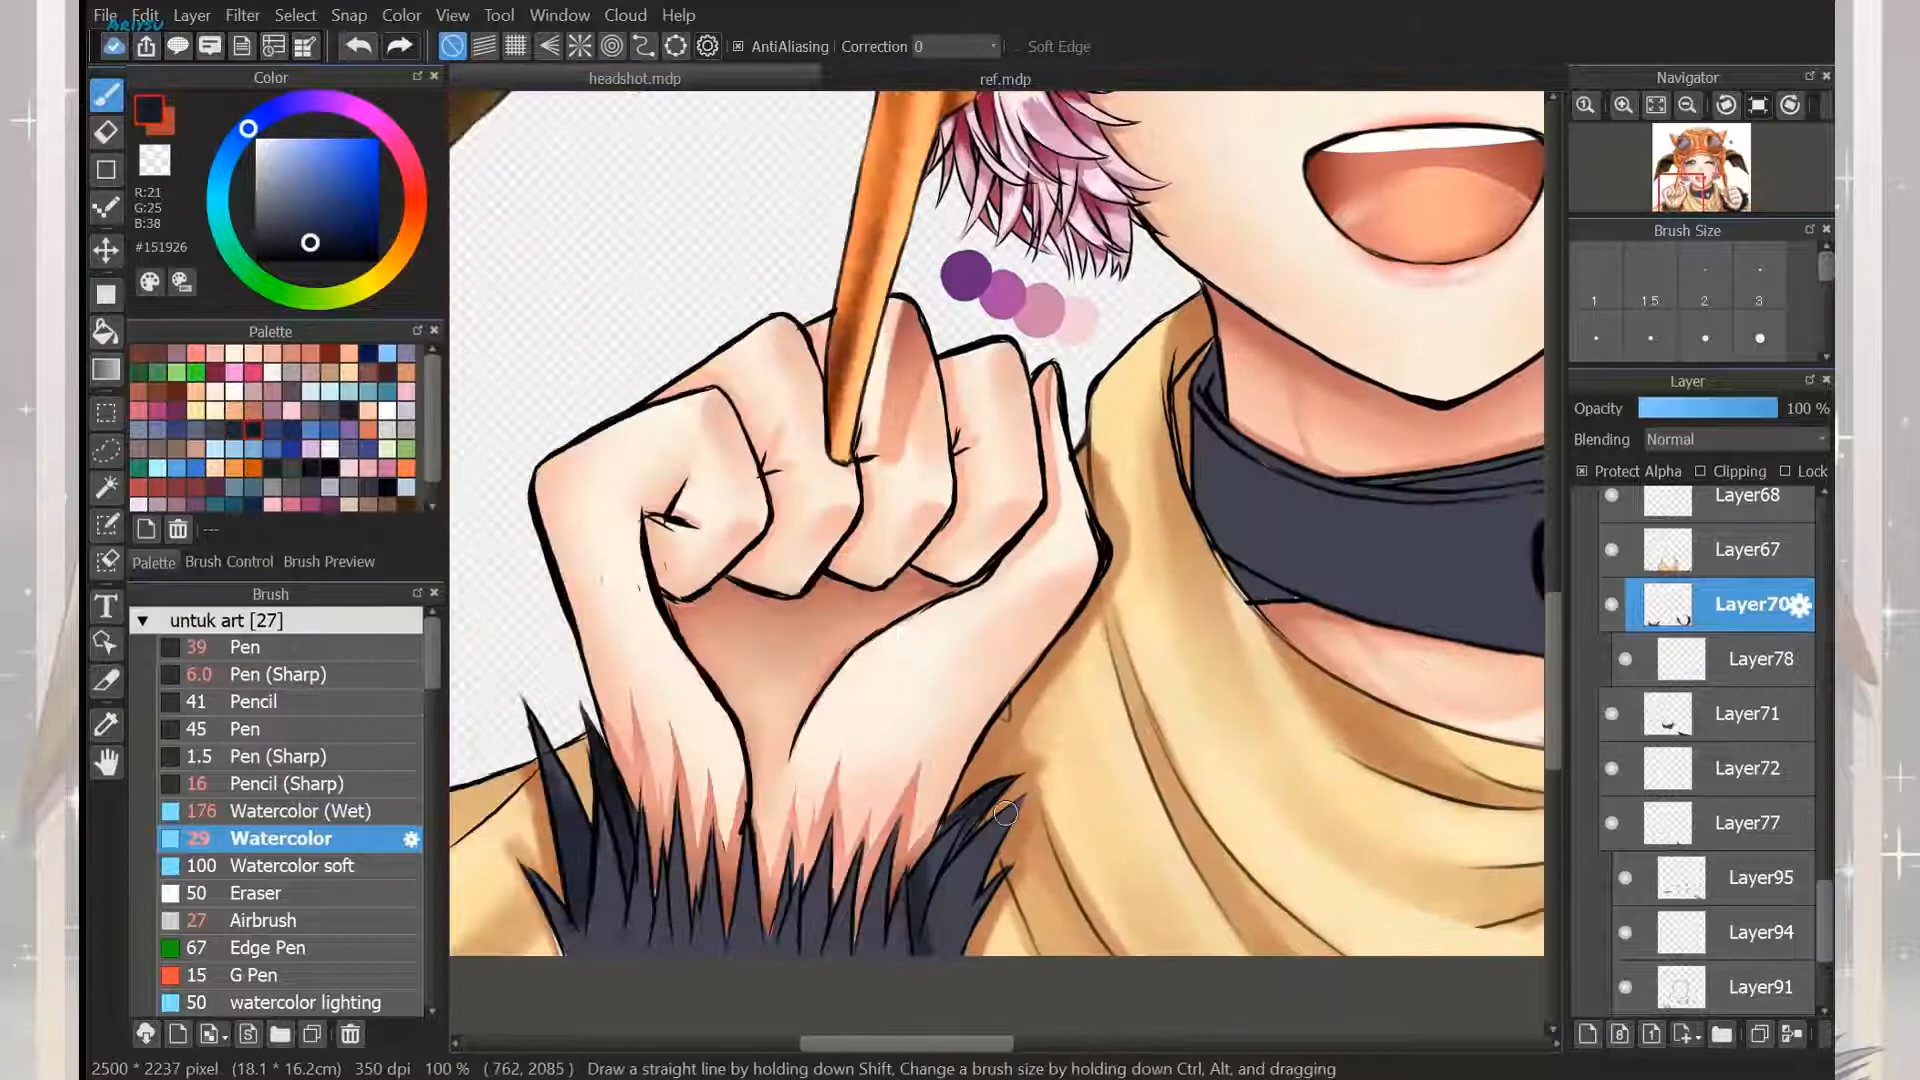 File Edit Layer Filter Select Snap Color View Tool Window Cloud Help
ARIYSU
AntiAliasing Correction 0 Soft Edge
Color
headshot.mdp
ref.mdp
Navigator
R:21
G:25
B:38
#151926
Brush Size
1 1.5 2 3
Palette
Layer
Opacity 100 %
Blending Normal
Protect Alpha Clipping Lock
Layer68
Layer67
Layer70
Layer78
Layer71
Layer72
Layer77
Layer95
Layer94
Layer91
---
Palette Brush Control Brush Preview
Brush
untuk art [27]
39 Pen
6.0 Pen (Sharp)
41 Pencil
45 Pen
1.5 Pen (Sharp)
16 Pencil (Sharp)
176 Watercolor (Wet)
29 Watercolor
100 Watercolor soft
50 Eraser
27 Airbrush
67 Edge Pen
15 G Pen
50 watercolor lighting
2500 * 2237 pixel (18.1 * 16.2cm) 350 dpi 100 % ( 762, 2085 ) Draw a straight line by holding down Shift, Change a brush size by holding down Ctrl, Alt, and dragging